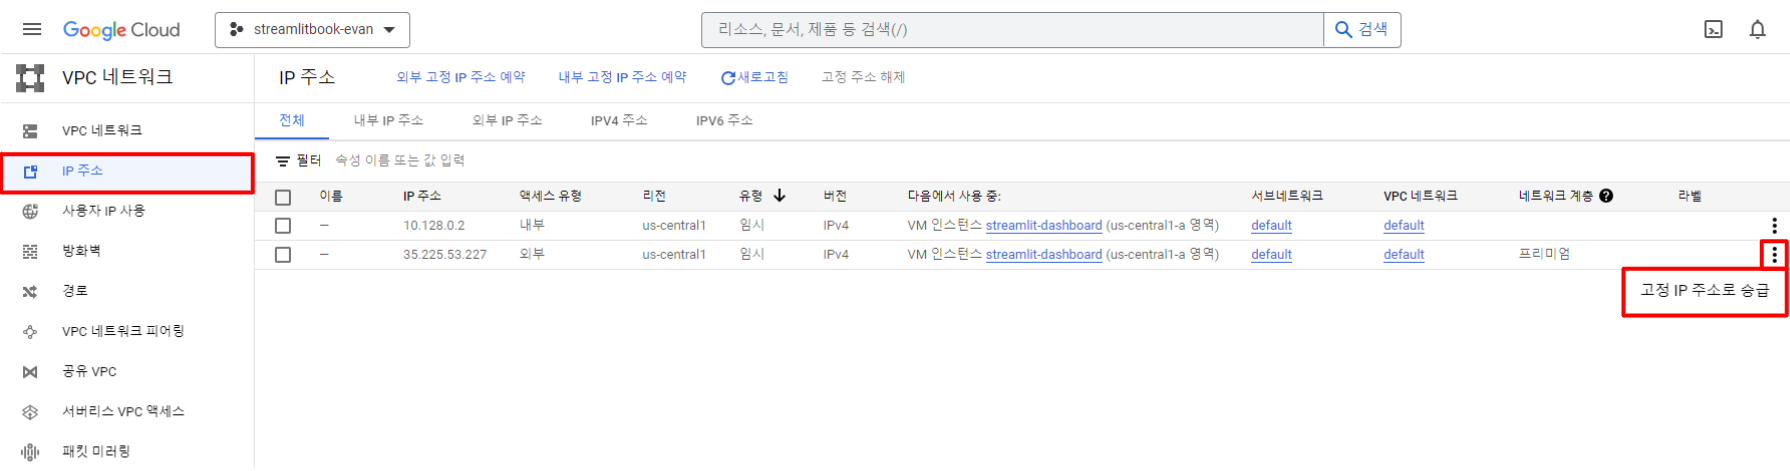 Google Cloud streamlitbook-evan 리소스, 문서, 제품 등 검색(/) 검색
VPC 네트워크 IP 주소 외부 고정 IP 주소 예약 내부 고정 IP 주소 예약 새로고침 고정 주소 해제
VPC 네트워크
IP 주소
사용자 IP 사용
방화벽
경로
VPC 네트워크 피어링
공유 VPC
서버리스 VPC 액세스
패킷 미러링
전체 내부 IP 주소 외부 IP 주소 IPV4 주소 IPV6 주소
필터 속성 이름 또는 값 입력
이름 IP 주소 액세스 유형 리전 유형 버전 다음에서 사용 중: 서브네트워크 VPC 네트워크 네트워크 계층 라벨
– 10.128.0.2 내부 us-central1 임시 IPv4 VM 인스턴스 streamlit-dashboard (us-central1-a 영역) default default
– 35.225.53.227 외부 us-central1 임시 IPv4 VM 인스턴스 streamlit-dashboard (us-central1-a 영역) default default 프리미엄
고정 IP 주소로 승급